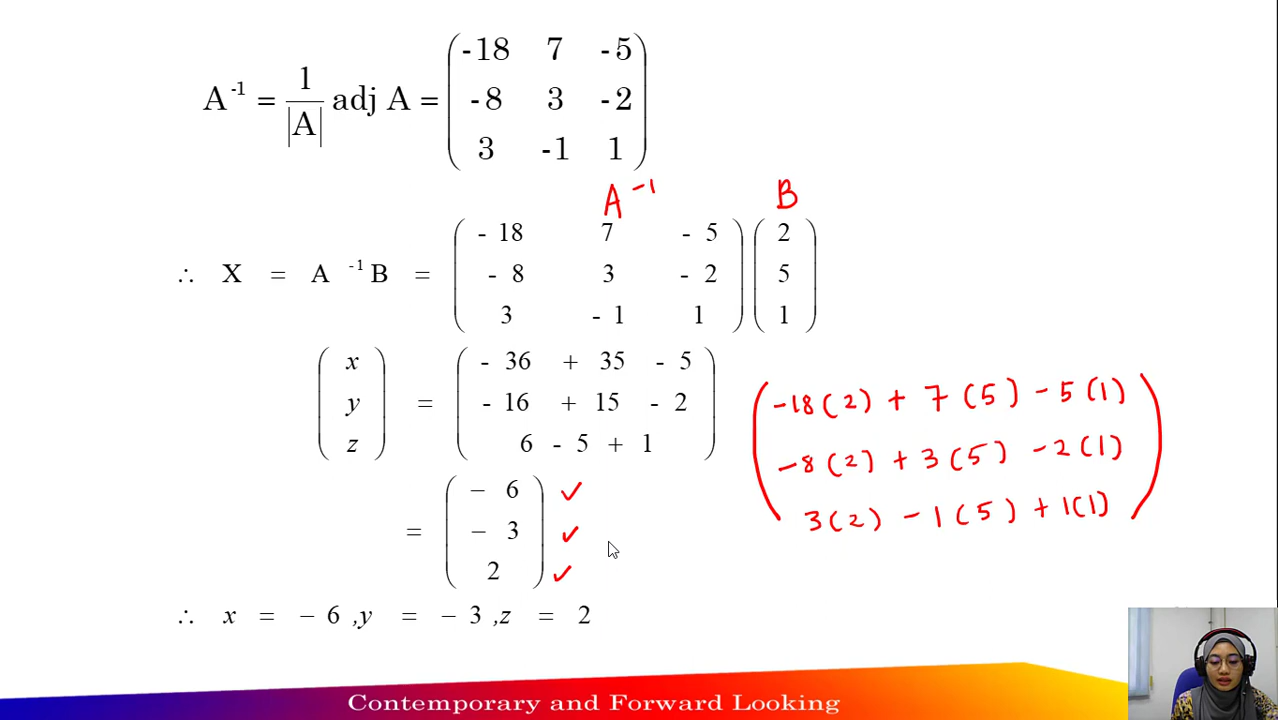 A⁻¹ = 1/|A| adj A = (-18 7 -5
-8 3 -2
3 -1 1)
A⁻¹ B
∴ X = A ⁻¹ B = (- 18 7 - 5
- 8 3 - 2
3 - 1 1) (2
5
1)
(x
y
z) = (- 36 + 35 - 5
- 16 + 15 - 2
6 - 5 + 1)
(-18(2) + 7(5) - 5(1)
-8(2) + 3(5) - 2(1)
3(2) - 1(5) + 1(1))
= (− 6 ✓
− 3 ✓
2) ✓
∴ x = − 6 ,y = − 3 ,z = 2
Contemporary and Forward Looking